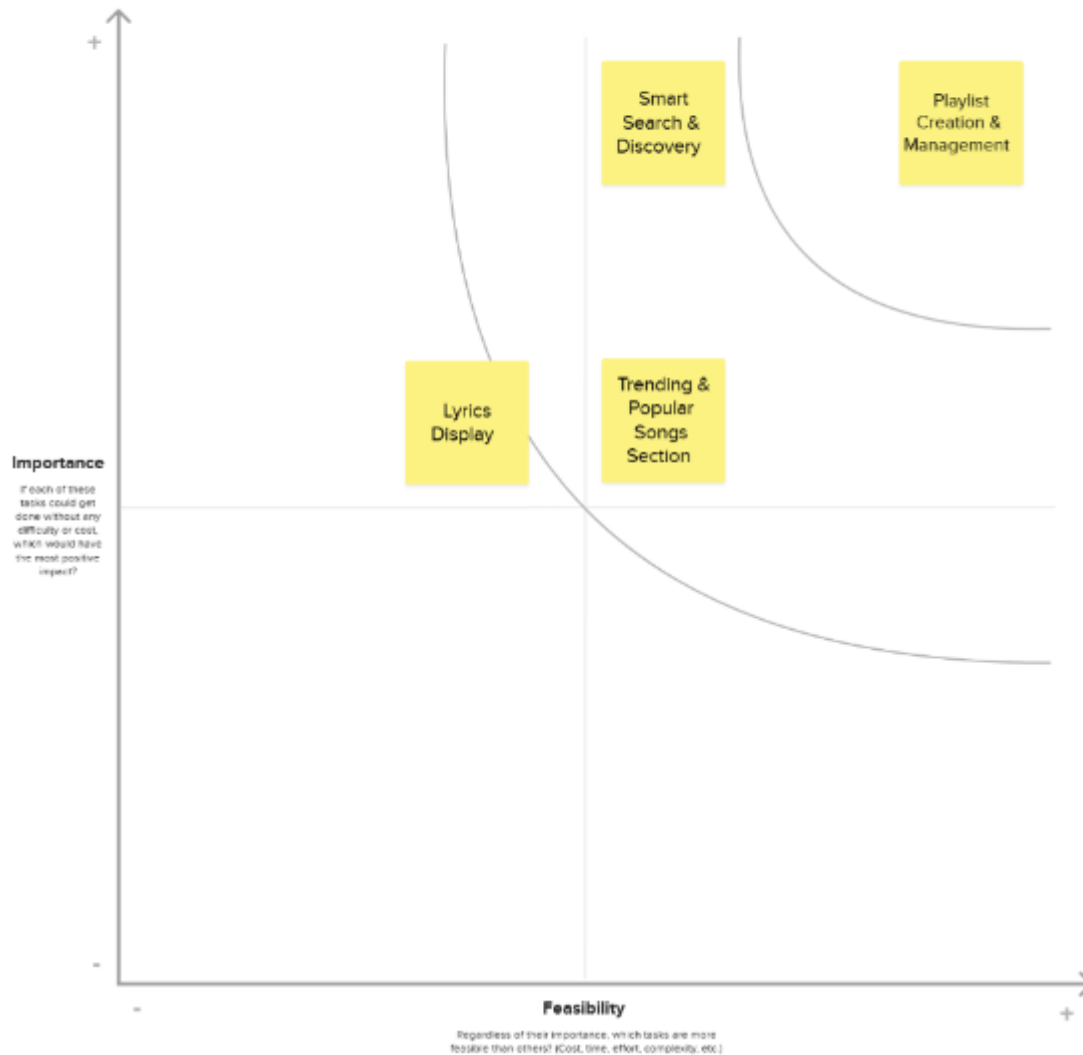 +
Smart
Search &
Discovery
Playlist
Creation &
Management
Lyrics
Display
Trending &
Popular
Songs
Section
Importance
If each of these
tasks could get
done without any
difficulty or cost,
which would have
the most positive
impact?
-
-
Feasibility
+
Regardless of their importance, which tasks are more
feasible than others? (Cost, time, effort, complexity, etc.)